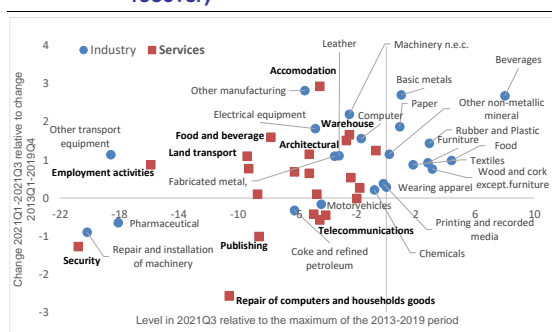 recovery
Change 2021Q1-2021Q3 relative to change
2013Q1-2019Q4
4
3
2
1
0
-1
-2
-3
Industry
Services
Leather
Machinery n.e.c.
Accomodation
Beverages
Basic metals
Other manufacturing
Paper
Electrical equipment
Warehouse
Computer
Other non-metallic
mineral
Other transport
equipment
Food and beverage
Architectural
Rubber and Plastic
Furniture
Food
Land transport
Textiles
Employment activities
Fabricated metal,
Wood and cork
except.furniture
Wearing apparel
-22
-16
-10
-4
2
10
Pharmaceutical
Motorvehicles
Printing and recorded
media
Telecommunications
Security
Repair and installation
of machinery
Publishing
Coke and refined
petroleum
Chemicals
Repair of computers and households goods
Level in 2021Q3 relative to the maximum of the 2013-2019 period